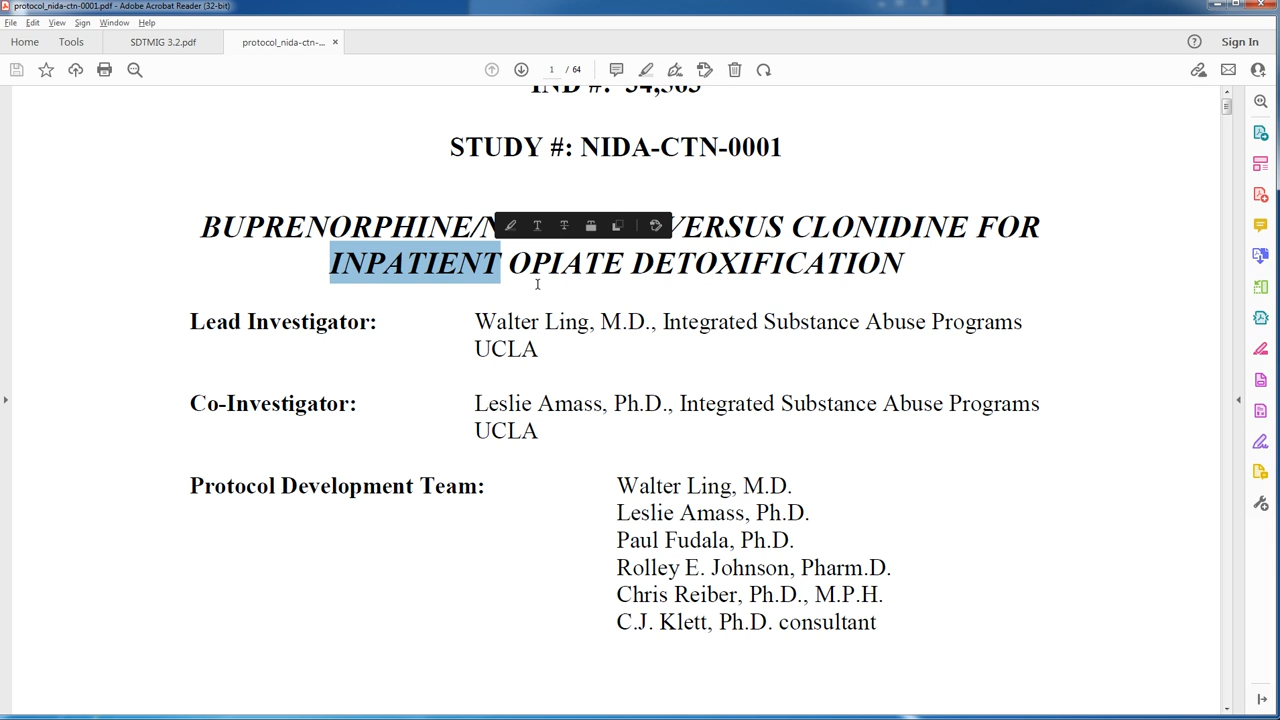 protocol_nida-ctn-0001.pdf - Adobe Acrobat Reader (32-bit)
File Edit View Sign Window Help
Home Tools SDTMIG 3.2.pdf protocol_nida-ctn-... × Sign In
1 / 64
STUDY #: NIDA-CTN-0001
BUPRENORPHINE/N VERSUS CLONIDINE FOR
INPATIENT OPIATE DETOXIFICATION
Lead Investigator: Walter Ling, M.D., Integrated Substance Abuse Programs
UCLA
Co-Investigator: Leslie Amass, Ph.D., Integrated Substance Abuse Programs
UCLA
Protocol Development Team: Walter Ling, M.D.
Leslie Amass, Ph.D.
Paul Fudala, Ph.D.
Rolley E. Johnson, Pharm.D.
Chris Reiber, Ph.D., M.P.H.
C.J. Klett, Ph.D. consultant